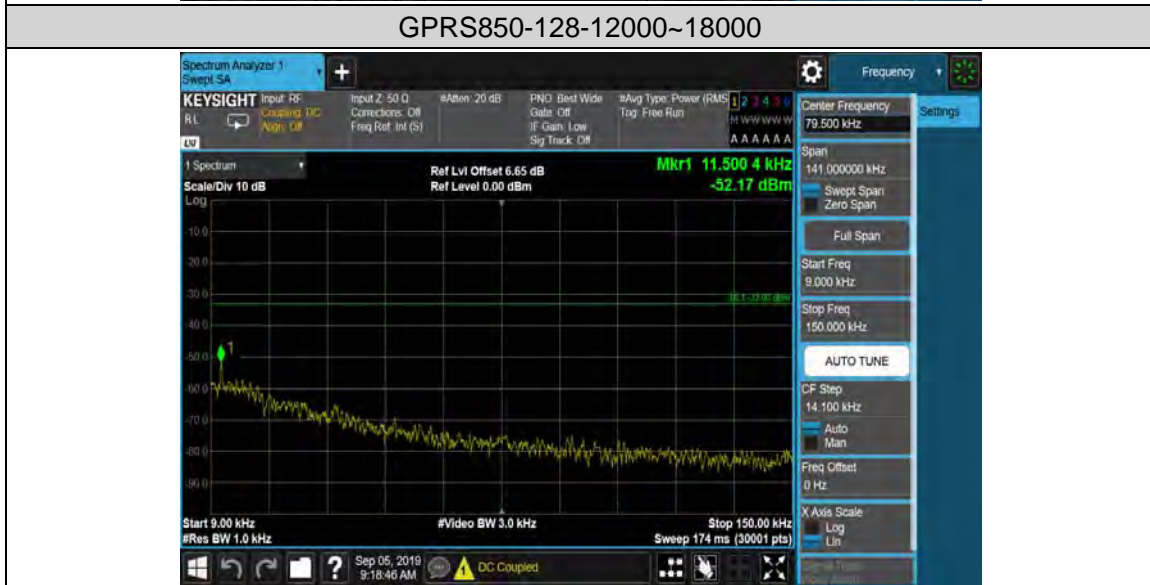 GPRS850-128-12000~18000
Spectrum Analyzer 1
Swept SA
Frequency
KEYSIGHT
RL
Input: RF
Coupling: DC
Align: Off
Input Z: 50 Ω
Corrections: Off
Freq Ref: Int (S)
#Atten: 20 dB
PNO: Best Wide
Gate: Off
IF Gain: Low
Sig Track: Off
#Avg Type: Power (RMS
Trig: Free Run
1 2 3 4 5 6
M W W W W W
A A A A A A
Center Frequency
79.500 kHz
Settings
Span
141.000000 kHz
Swept Span
Zero Span
Full Span
Start Freq
9.000 kHz
Stop Freq
150.000 kHz
AUTO TUNE
CF Step
14.100 kHz
Auto
Man
Freq Offset
0 Hz
X Axis Scale
Log
Lin
1 Spectrum
Scale/Div 10 dB
Log
Ref Lvl Offset 6.65 dB
Ref Level 0.00 dBm
Mkr1 11.500 4 kHz
-52.17 dBm
-10.0
-20.0
-30.0
DL1 -33.00 dBm
-40.0
-50.0
1
-60.0
-70.0
-80.0
-90.0
Start 9.00 kHz
#Res BW 1.0 kHz
#Video BW 3.0 kHz
Stop 150.00 kHz
Sweep 174 ms (30001 pts)
?
Sep 05, 2019
9:18:46 AM
DC Coupled